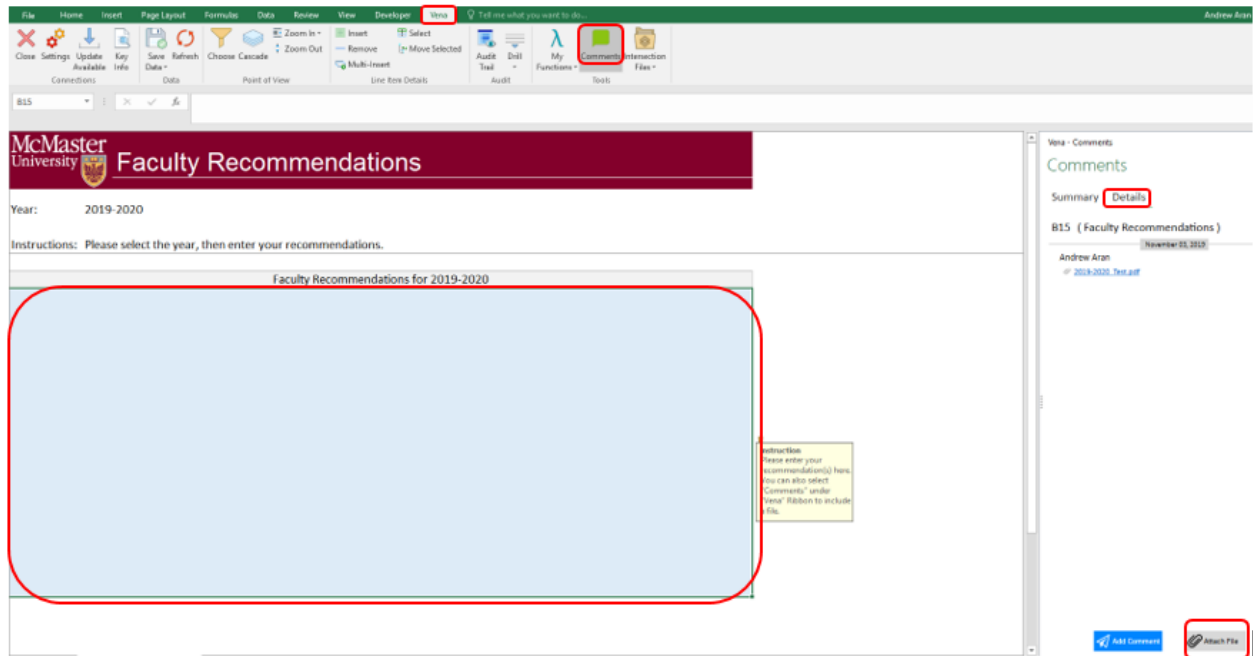 File Home Insert Page Layout Formulas Data Review View Developer Vena Tell me what you want to do... Andrew Aran
Close Settings Update Available Key Info
Connections
Save Data Refresh
Data
Choose Cascade Zoom In
Zoom Out
Point of View
Insert Select
Remove Move Selected
Multi-Insert
Line Item Details
Audit Trail Drill
Audit
My Functions Comments Intersection Files
Tools
B15 fx
McMaster
University
Faculty Recommendations
Year: 2019-2020
Instructions: Please select the year, then enter your recommendations.
Faculty Recommendations for 2019-2020
Instruction
Please enter your
recommendation(s) here.
You can also select
"Comments" under
"Vena" Ribbon to include
file.
Vena - Comments
Comments
Summary Details
B15 ( Faculty Recommendations )
November 03, 2019
Andrew Aran
2019-2020_Test.pdf
Add Comment Attach File